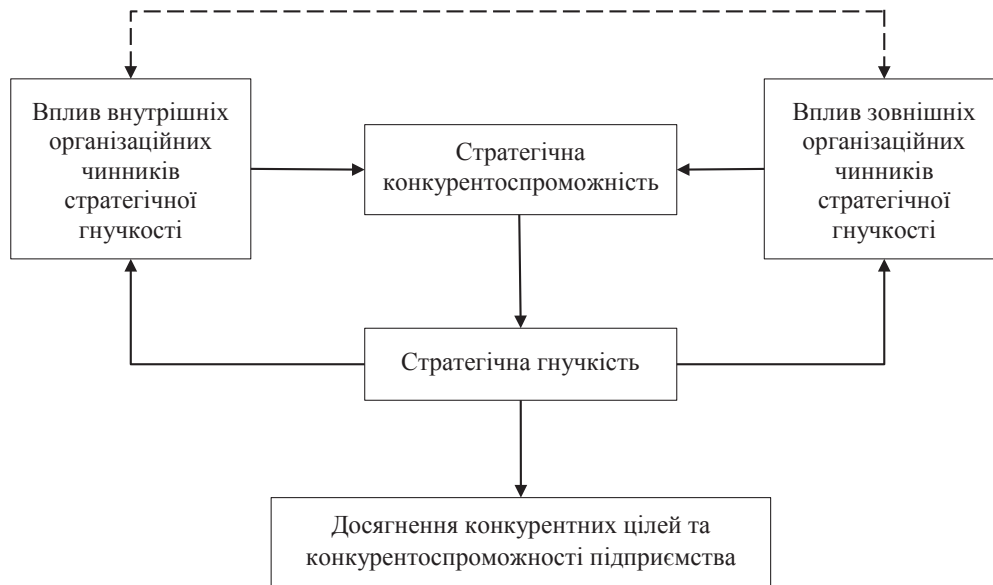 Вплив внутрішніх
організаційних
чинників
стратегічної
гнучкості
Стратегічна
конкурентоспроможність
Вплив зовнішніх
організаційних
чинників
стратегічної
гнучкості
Стратегічна гнучкість
Досягнення конкурентних цілей та
конкурентоспроможності підприємства